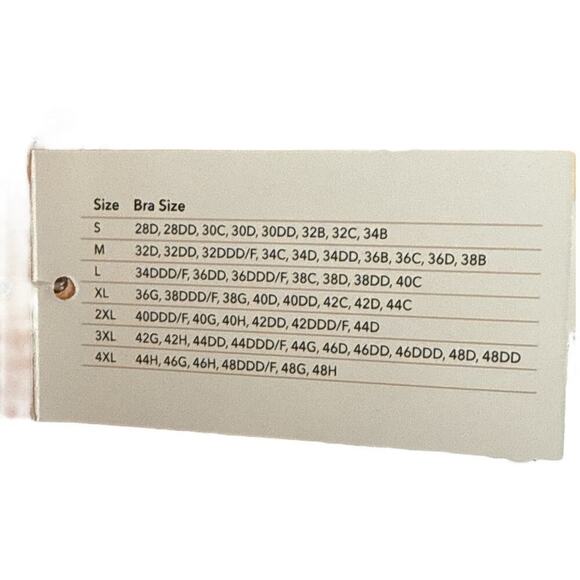 Size Bra Size
S 28D, 28DD, 30C, 30D, 30DD, 32B, 32C, 34B
M 32D, 32DD, 32DDD/F, 34C, 34D, 34DD, 36B, 36C, 36D, 38B
L 34DDD/F, 36DD, 36DDD/F, 38C, 38D, 38DD, 40C
XL 36G, 38DDD/F, 38G, 40D, 40DD, 42C, 42D, 44C
2XL 40DDD/F, 40G, 40H, 42DD, 42DDD/F, 44D
3XL 42G, 42H, 44DD, 44DDD/F, 44G, 46D, 46DD, 46DDD, 48D, 48DD
4XL 44H, 46G, 46H, 48DDD/F, 48G, 48H